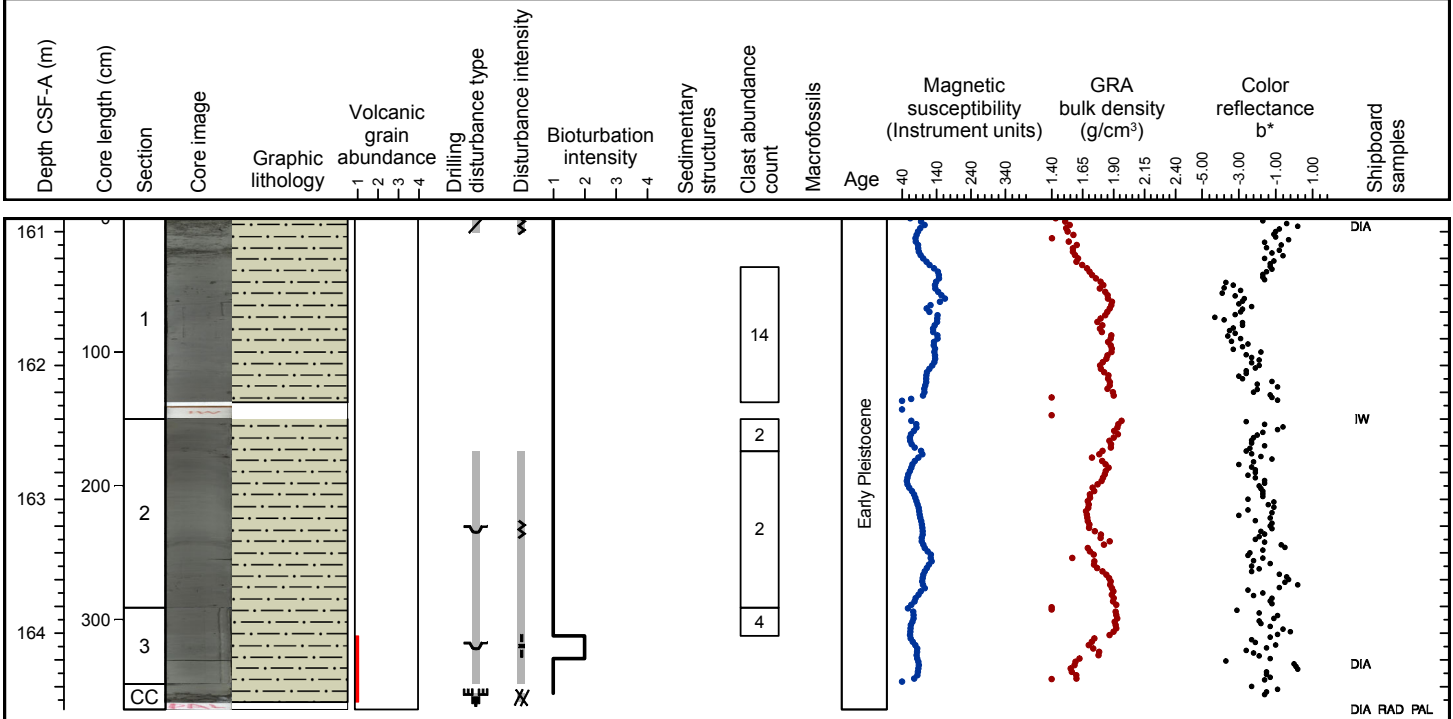 Depth CSF-A (m)
Core length (cm)
Section
Core image
Graphic
lithology
Volcanic
grain
abundance
1 2 3 4
Drilling
disturbance type
Disturbance intensity
Bioturbation
intensity
1 2 3 4
Sedimentary
structures
Clast abundance
count
Macrofossils
Age
Magnetic
susceptibility
(Instrument units)
40 140 240 340
GRA
bulk density
(g/cm³)
1.40 1.65 1.90 2.15 2.40
Color
reflectance
b*
-5.00 -3.00 -1.00 1.00
Shipboard
samples
161
162
163
164
0
100
200
300
1
2
3
CC
IW
PAL
14
2
2
4
Early Pleistocene
DIA
IW
DIA
DIA RAD PAL